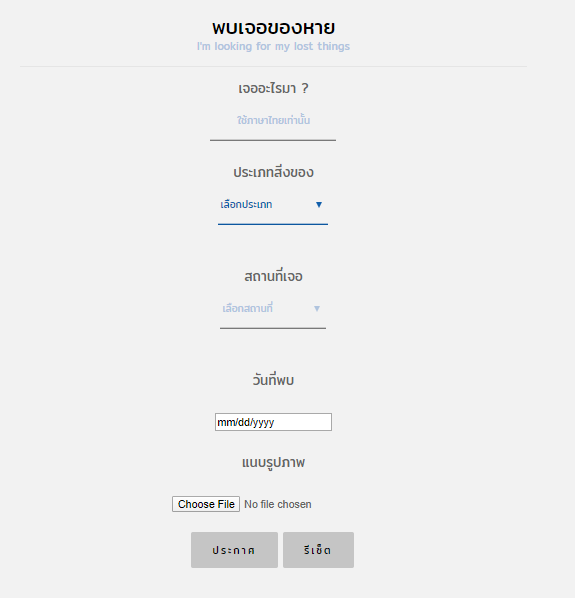 พบเจอของหาย
I'm looking for my lost things
เจออะไรมา ?
ใช้ภาษาไทยเท่านั้น
ประเภทสิ่งของ
เลือกประเภท ▼
สถานที่เจอ
เลือกสถานที่ ▼
วันที่พบ
mm/dd/yyyy
แนบรูปภาพ
Choose File No file chosen
ประกาศ รีเซ็ต